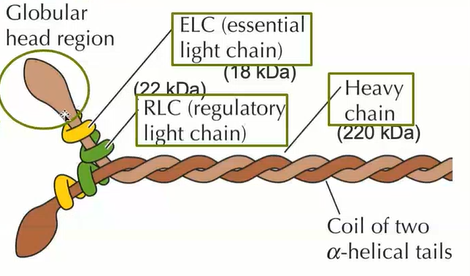 Globular
head region
ELC (essential
light chain)
(18 kDa)
(22 kDa)
RLC (regulatory
light chain)
Heavy
chain
(220 kDa)
Coil of two
α-helical tails